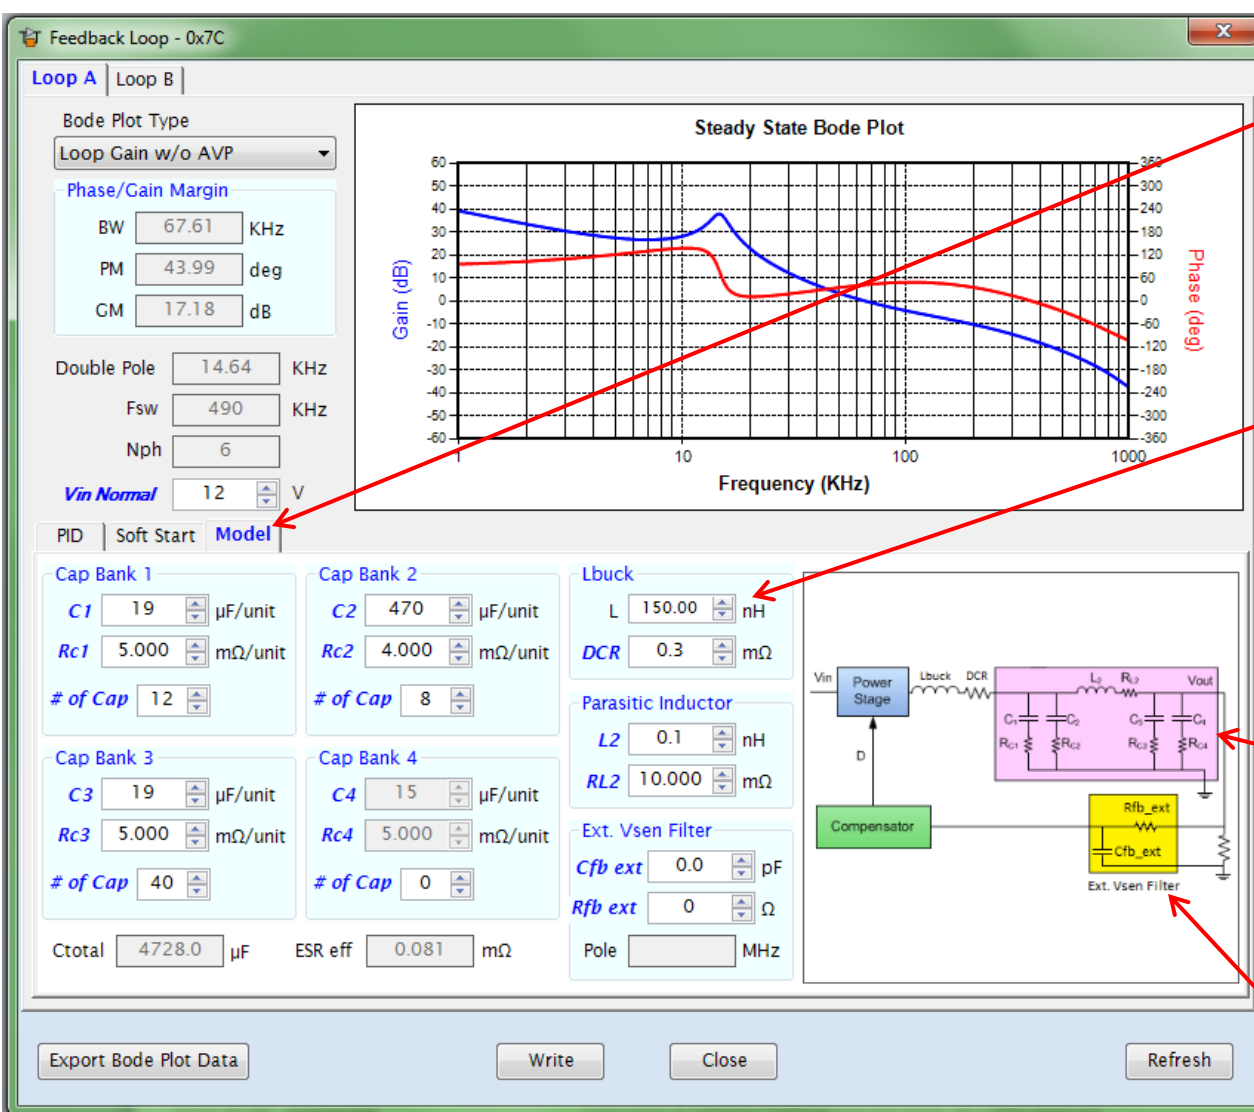 Feedback Loop - 0x7C
X
Loop A
Loop B
Bode Plot Type
Loop Gain w/o AVP
Phase/Gain Margin
BW 67.61 KHz
PM 43.99 deg
GM 17.18 dB
Double Pole 14.64 KHz
Fsw 490 KHz
Nph 6
Vin Normal 12 V
Steady State Bode Plot
60
50
40
30
20
10
0
-10
-20
-30
-40
-50
-60
Gain (dB)
360
300
240
180
120
60
0
-60
-120
-180
-240
-300
-360
Phase (deg)
1 10 100 1000
Frequency (KHz)
PID Soft Start Model
Cap Bank 1
C1 19 µF/unit
Rc1 5.000 mΩ/unit
# of Cap 12
Cap Bank 2
C2 470 µF/unit
Rc2 4.000 mΩ/unit
# of Cap 8
Lbuck
L 150.00 nH
DCR 0.3 mΩ
Cap Bank 3
C3 19 µF/unit
Rc3 5.000 mΩ/unit
# of Cap 40
Cap Bank 4
C4 15 µF/unit
Rc4 5.000 mΩ/unit
# of Cap 0
Parasitic Inductor
L2 0.1 nH
RL2 10.000 mΩ
Ext. Vsen Filter
Cfb ext 0.0 pF
Rfb ext 0 Ω
Pole MHz
Ctotal 4728.0 µF
ESR eff 0.081 mΩ
Vin
Power
Stage
Lbuck DCR
L2 RL2 Vout
C1 C2 C3 C4
RC1 RC2 RC3 RC4
D
Compensator
Rfb_ext
Cfb_ext
Ext. Vsen Filter
Export Bode Plot Data
Write
Close
Refresh